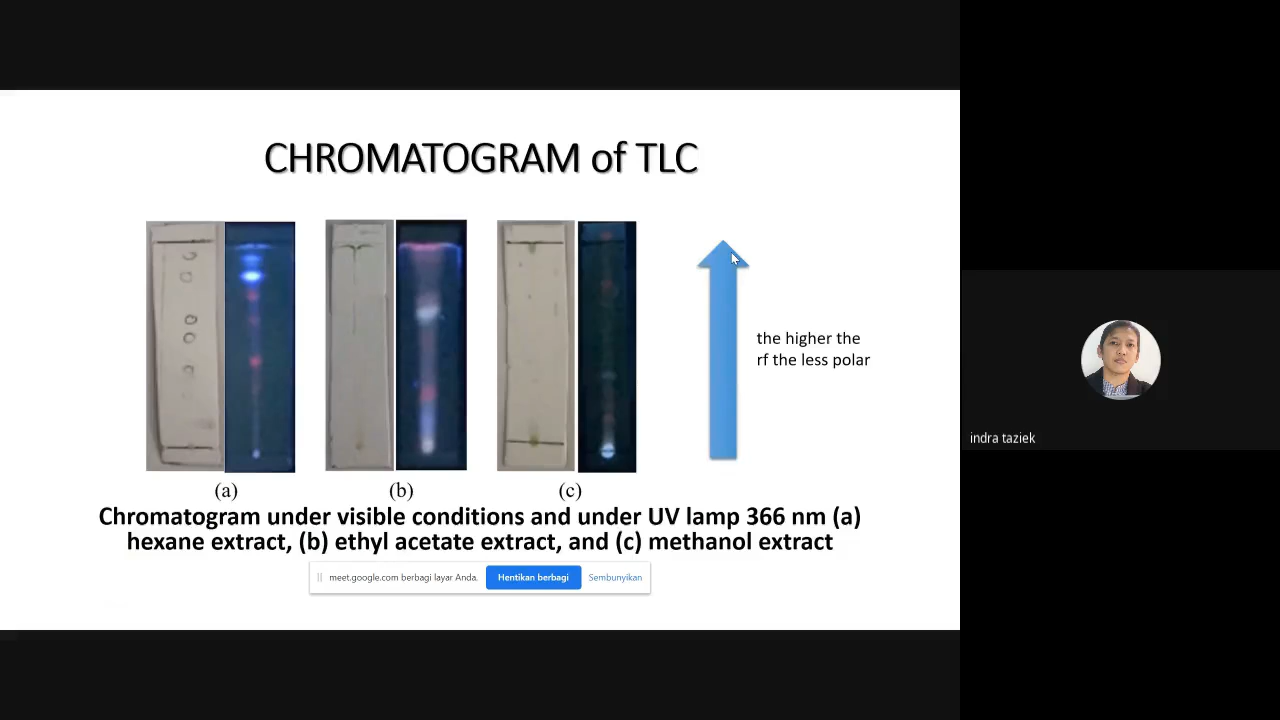 CHROMATOGRAM of TLC
the higher the
rf the less polar
(a)
(b)
(c)
Chromatogram under visible conditions and under UV lamp 366 nm (a)
hexane extract, (b) ethyl acetate extract, and (c) methanol extract
meet.google.com berbagi layar Anda.
Hentikan berbagi
Sembunyikan
indra taziek